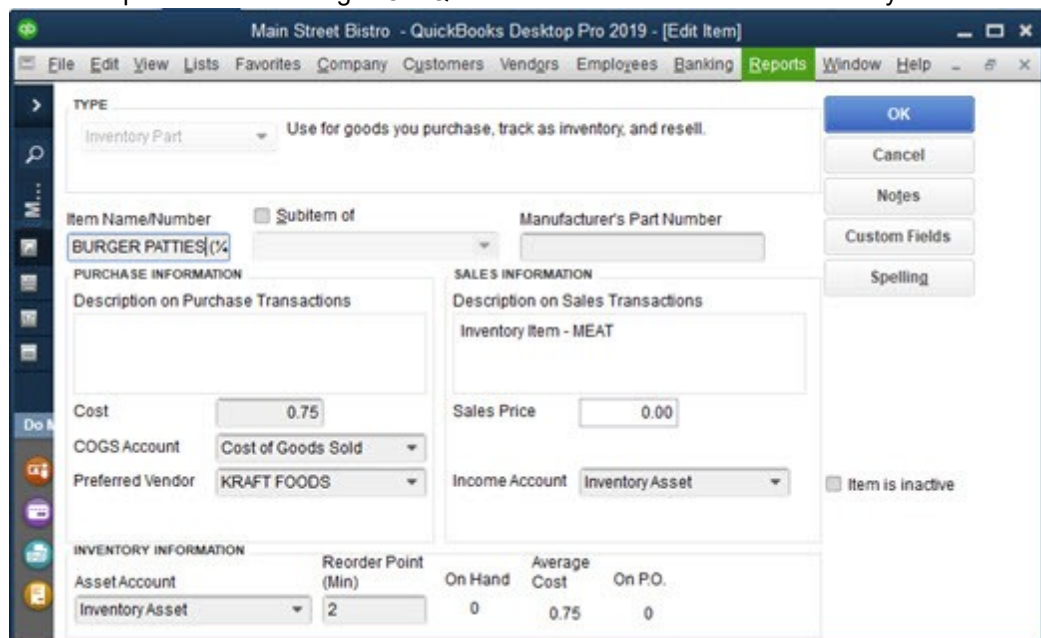 Main Street Bistro - QuickBooks Desktop Pro 2019 - [Edit Item]
File Edit View Lists Favorites Company Customers Vendors Employees Banking Reports Window Help
TYPE
Inventory Part Use for goods you purchase, track as inventory, and resell.
OK
Cancel
Notes
Custom Fields
Spelling
Item Name/Number Subitem of Manufacturer's Part Number
BURGER PATTIES (¼
PURCHASE INFORMATION SALES INFORMATION
Description on Purchase Transactions Description on Sales Transactions
Inventory Item - MEAT
Cost 0.75 Sales Price 0.00
COGS Account Cost of Goods Sold
Preferred Vendor KRAFT FOODS Income Account Inventory Asset Item is inactive
INVENTORY INFORMATION
Asset Account Reorder Point (Min) On Hand Average Cost On P.O.
Inventory Asset 2 0 0.75 0
M...